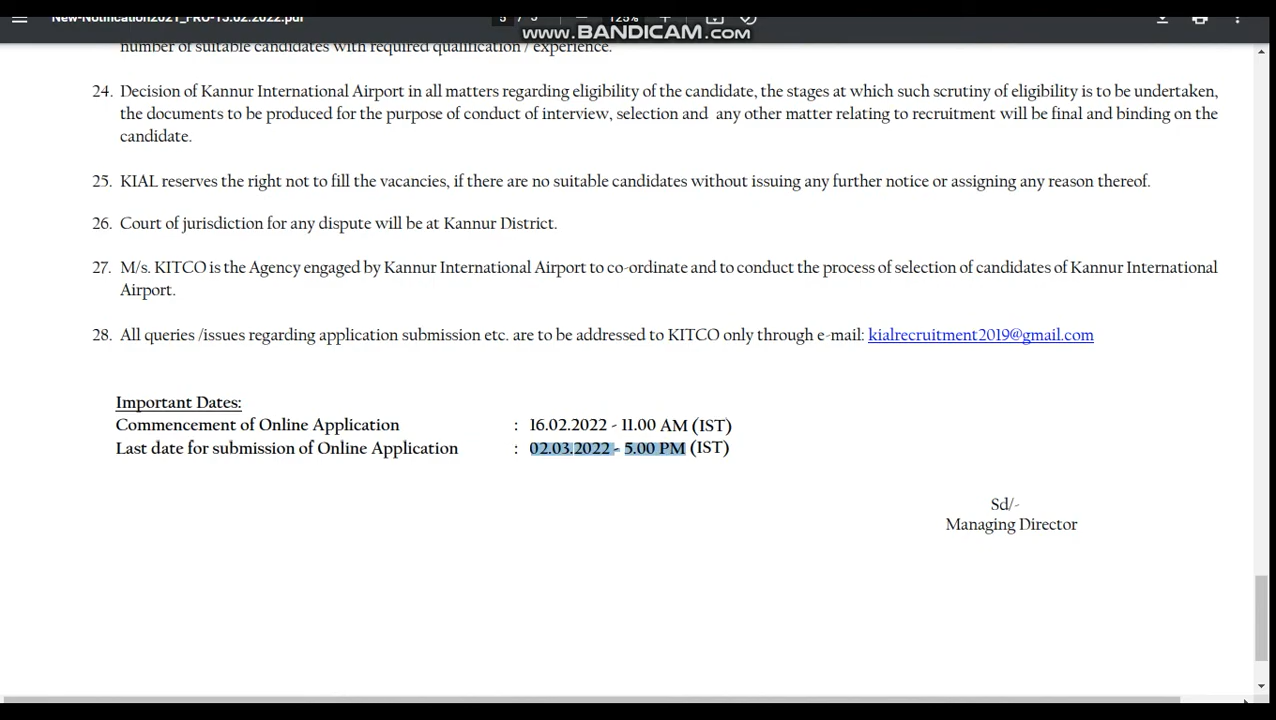 New-Notification2021_FRO-15.02.2022.pdf 5 / 5 125%
www.BANDICAM.com
number of suitable candidates with required qualification / experience.
24. Decision of Kannur International Airport in all matters regarding eligibility of the candidate, the stages at which such scrutiny of eligibility is to be undertaken,
the documents to be produced for the purpose of conduct of interview, selection and any other matter relating to recruitment will be final and binding on the
candidate.
25. KIAL reserves the right not to fill the vacancies, if there are no suitable candidates without issuing any further notice or assigning any reason thereof.
26. Court of jurisdiction for any dispute will be at Kannur District.
27. M/s. KITCO is the Agency engaged by Kannur International Airport to co-ordinate and to conduct the process of selection of candidates of Kannur International
Airport.
28. All queries /issues regarding application submission etc. are to be addressed to KITCO only through e-mail: kialrecruitment2019@gmail.com
Important Dates:
Commencement of Online Application : 16.02.2022 - 11.00 AM (IST)
Last date for submission of Online Application : 02.03.2022 - 5.00 PM (IST)
Sd/-
Managing Director